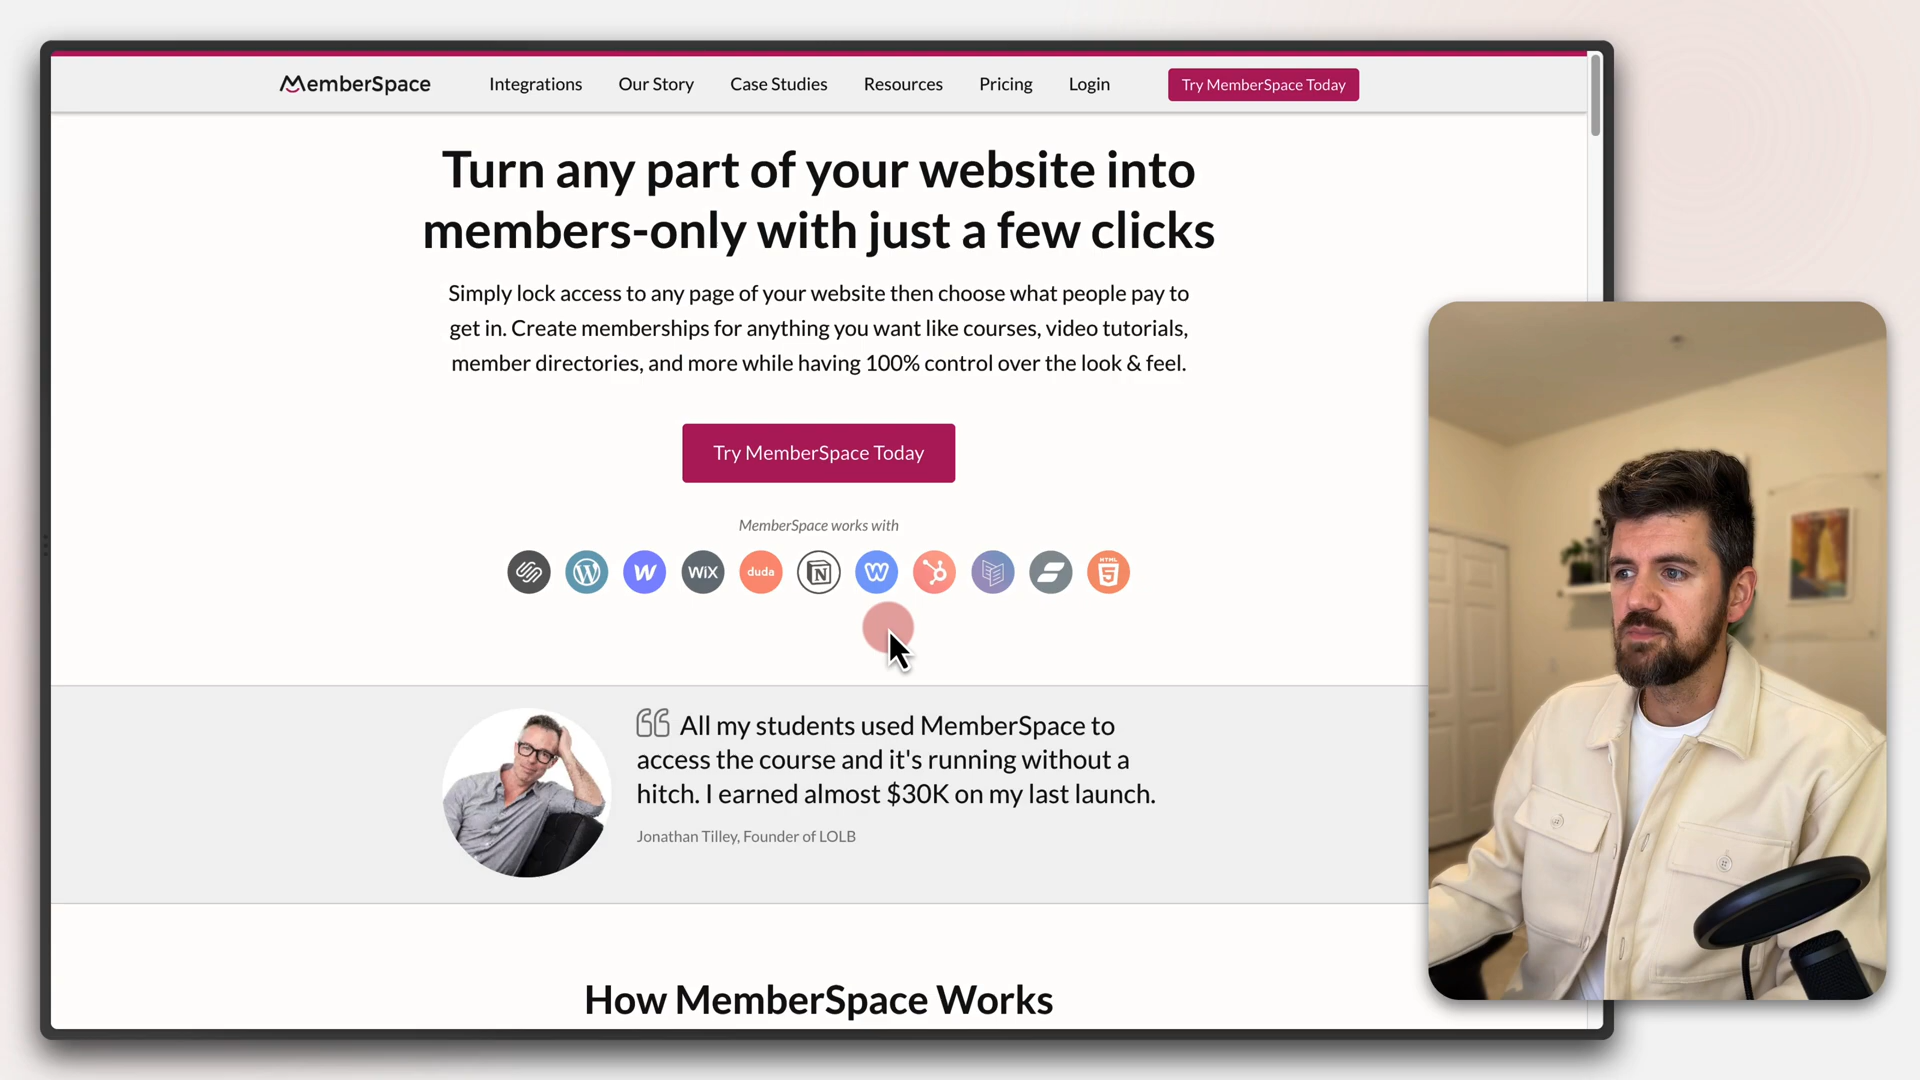 MemberSpace Integrations Our Story Case Studies Resources Pricing Login Try MemberSpace Today
Turn any part of your website into
members-only with just a few clicks
Simply lock access to any page of your website then choose what people pay to
get in. Create memberships for anything you want like courses, video tutorials,
member directories, and more while having 100% control over the look & feel.
Try MemberSpace Today
MemberSpace works with
W W WiX duda N W HTML 5
All my students used MemberSpace to
access the course and it's running without a
hitch. I earned almost $30K on my last launch.
Jonathan Tilley, Founder of LOLB
How MemberSpace Works